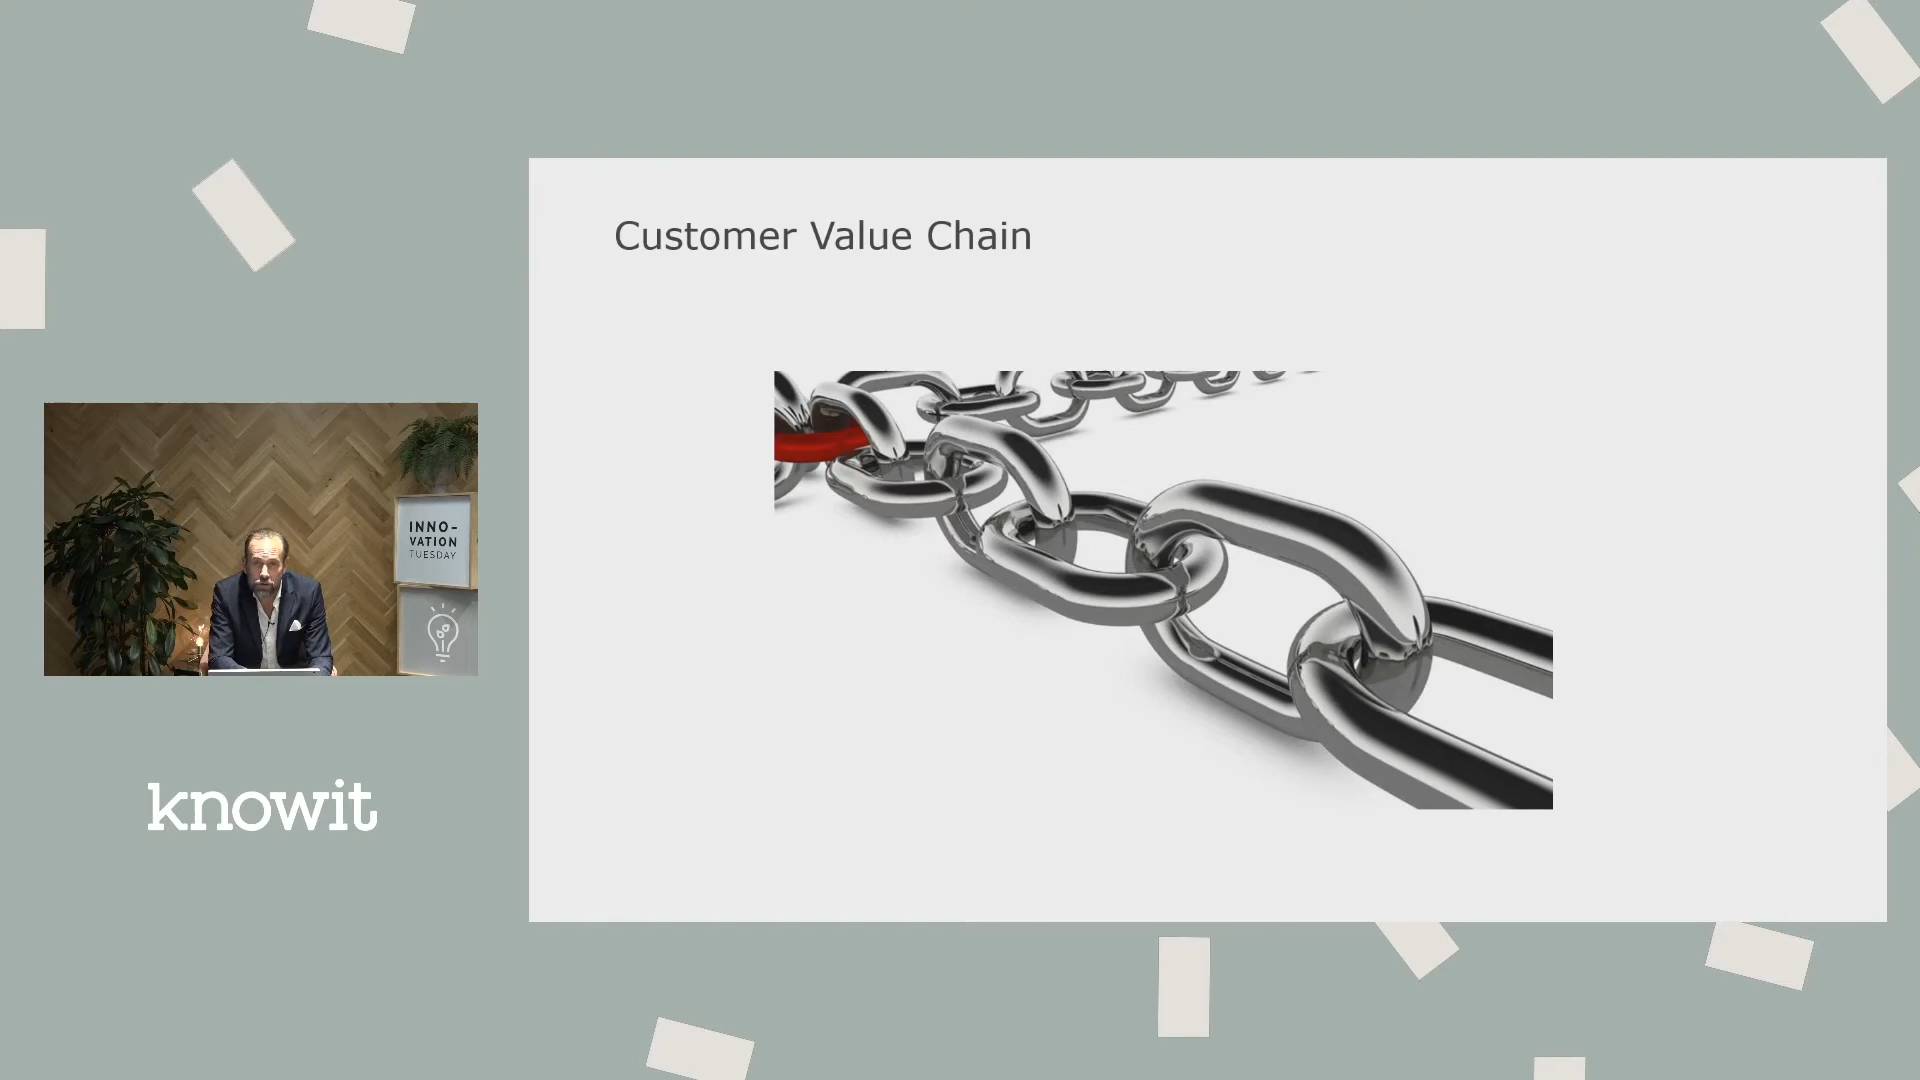 Customer Value Chain
INNO-
VATION
TUESDAY
knowit